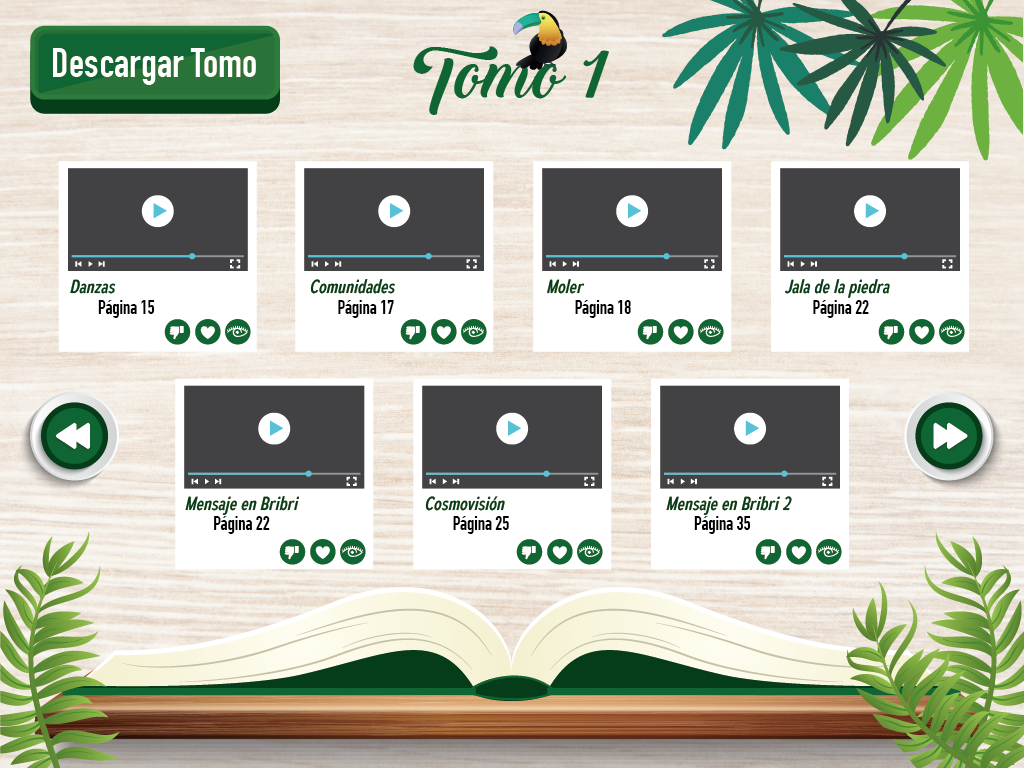 Descargar Tomo
Tomo 1
Danzas
Página 15
Comunidades
Página 17
Moler
Página 18
Jala de la piedra
Página 22
Mensaje en Bribri
Página 22
Cosmovisión
Página 25
Mensaje en Bribri 2
Página 35